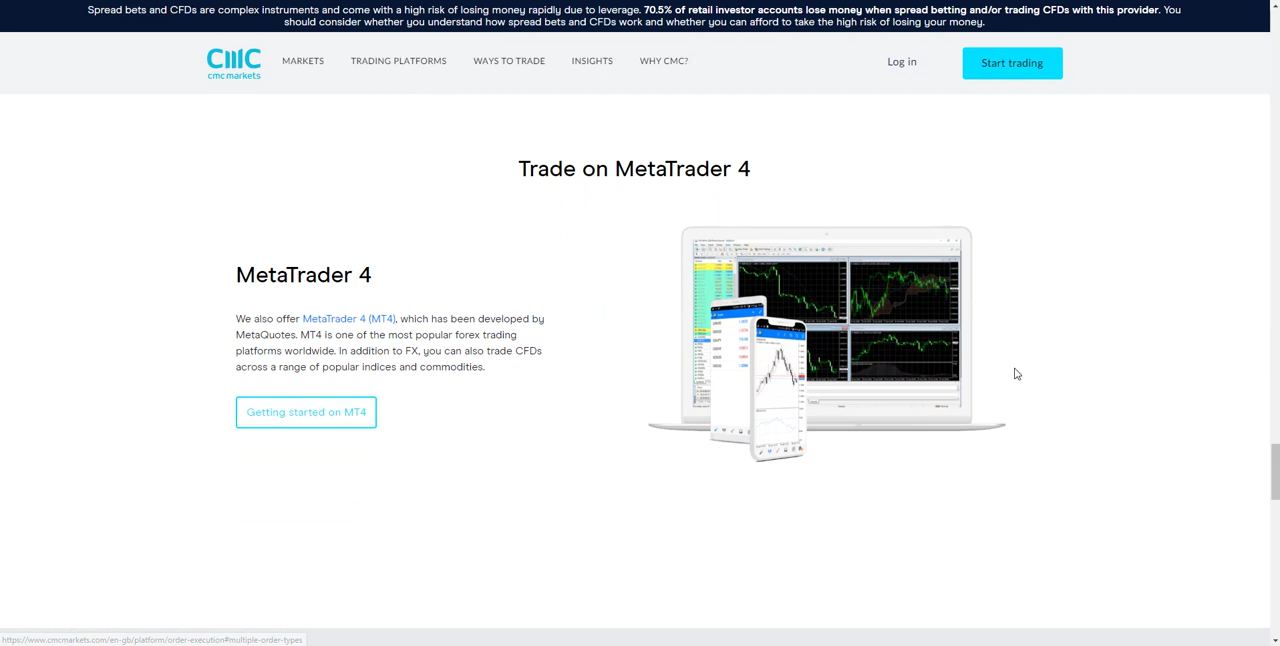 Spread bets and CFDs are complex instruments and come with a high risk of losing money rapidly due to leverage. 70.5% of retail investor accounts lose money when spread betting and/or trading CFDs with this provider. You
should consider whether you understand how spread bets and CFDs work and whether you can afford to take the high risk of losing your money.
cmc
cmc markets
MARKETS
TRADING PLATFORMS
WAYS TO TRADE
INSIGHTS
WHY CMC?
Log in
Start trading
Trade on MetaTrader 4
MetaTrader 4
We also offer MetaTrader 4 (MT4), which has been developed by
MetaQuotes. MT4 is one of the most popular forex trading
platforms worldwide. In addition to FX, you can also trade CFDs
across a range of popular indices and commodities.
Getting started on MT4
https://www.cmcmarkets.com/en-gb/platform/order-execution#multiple-order-types